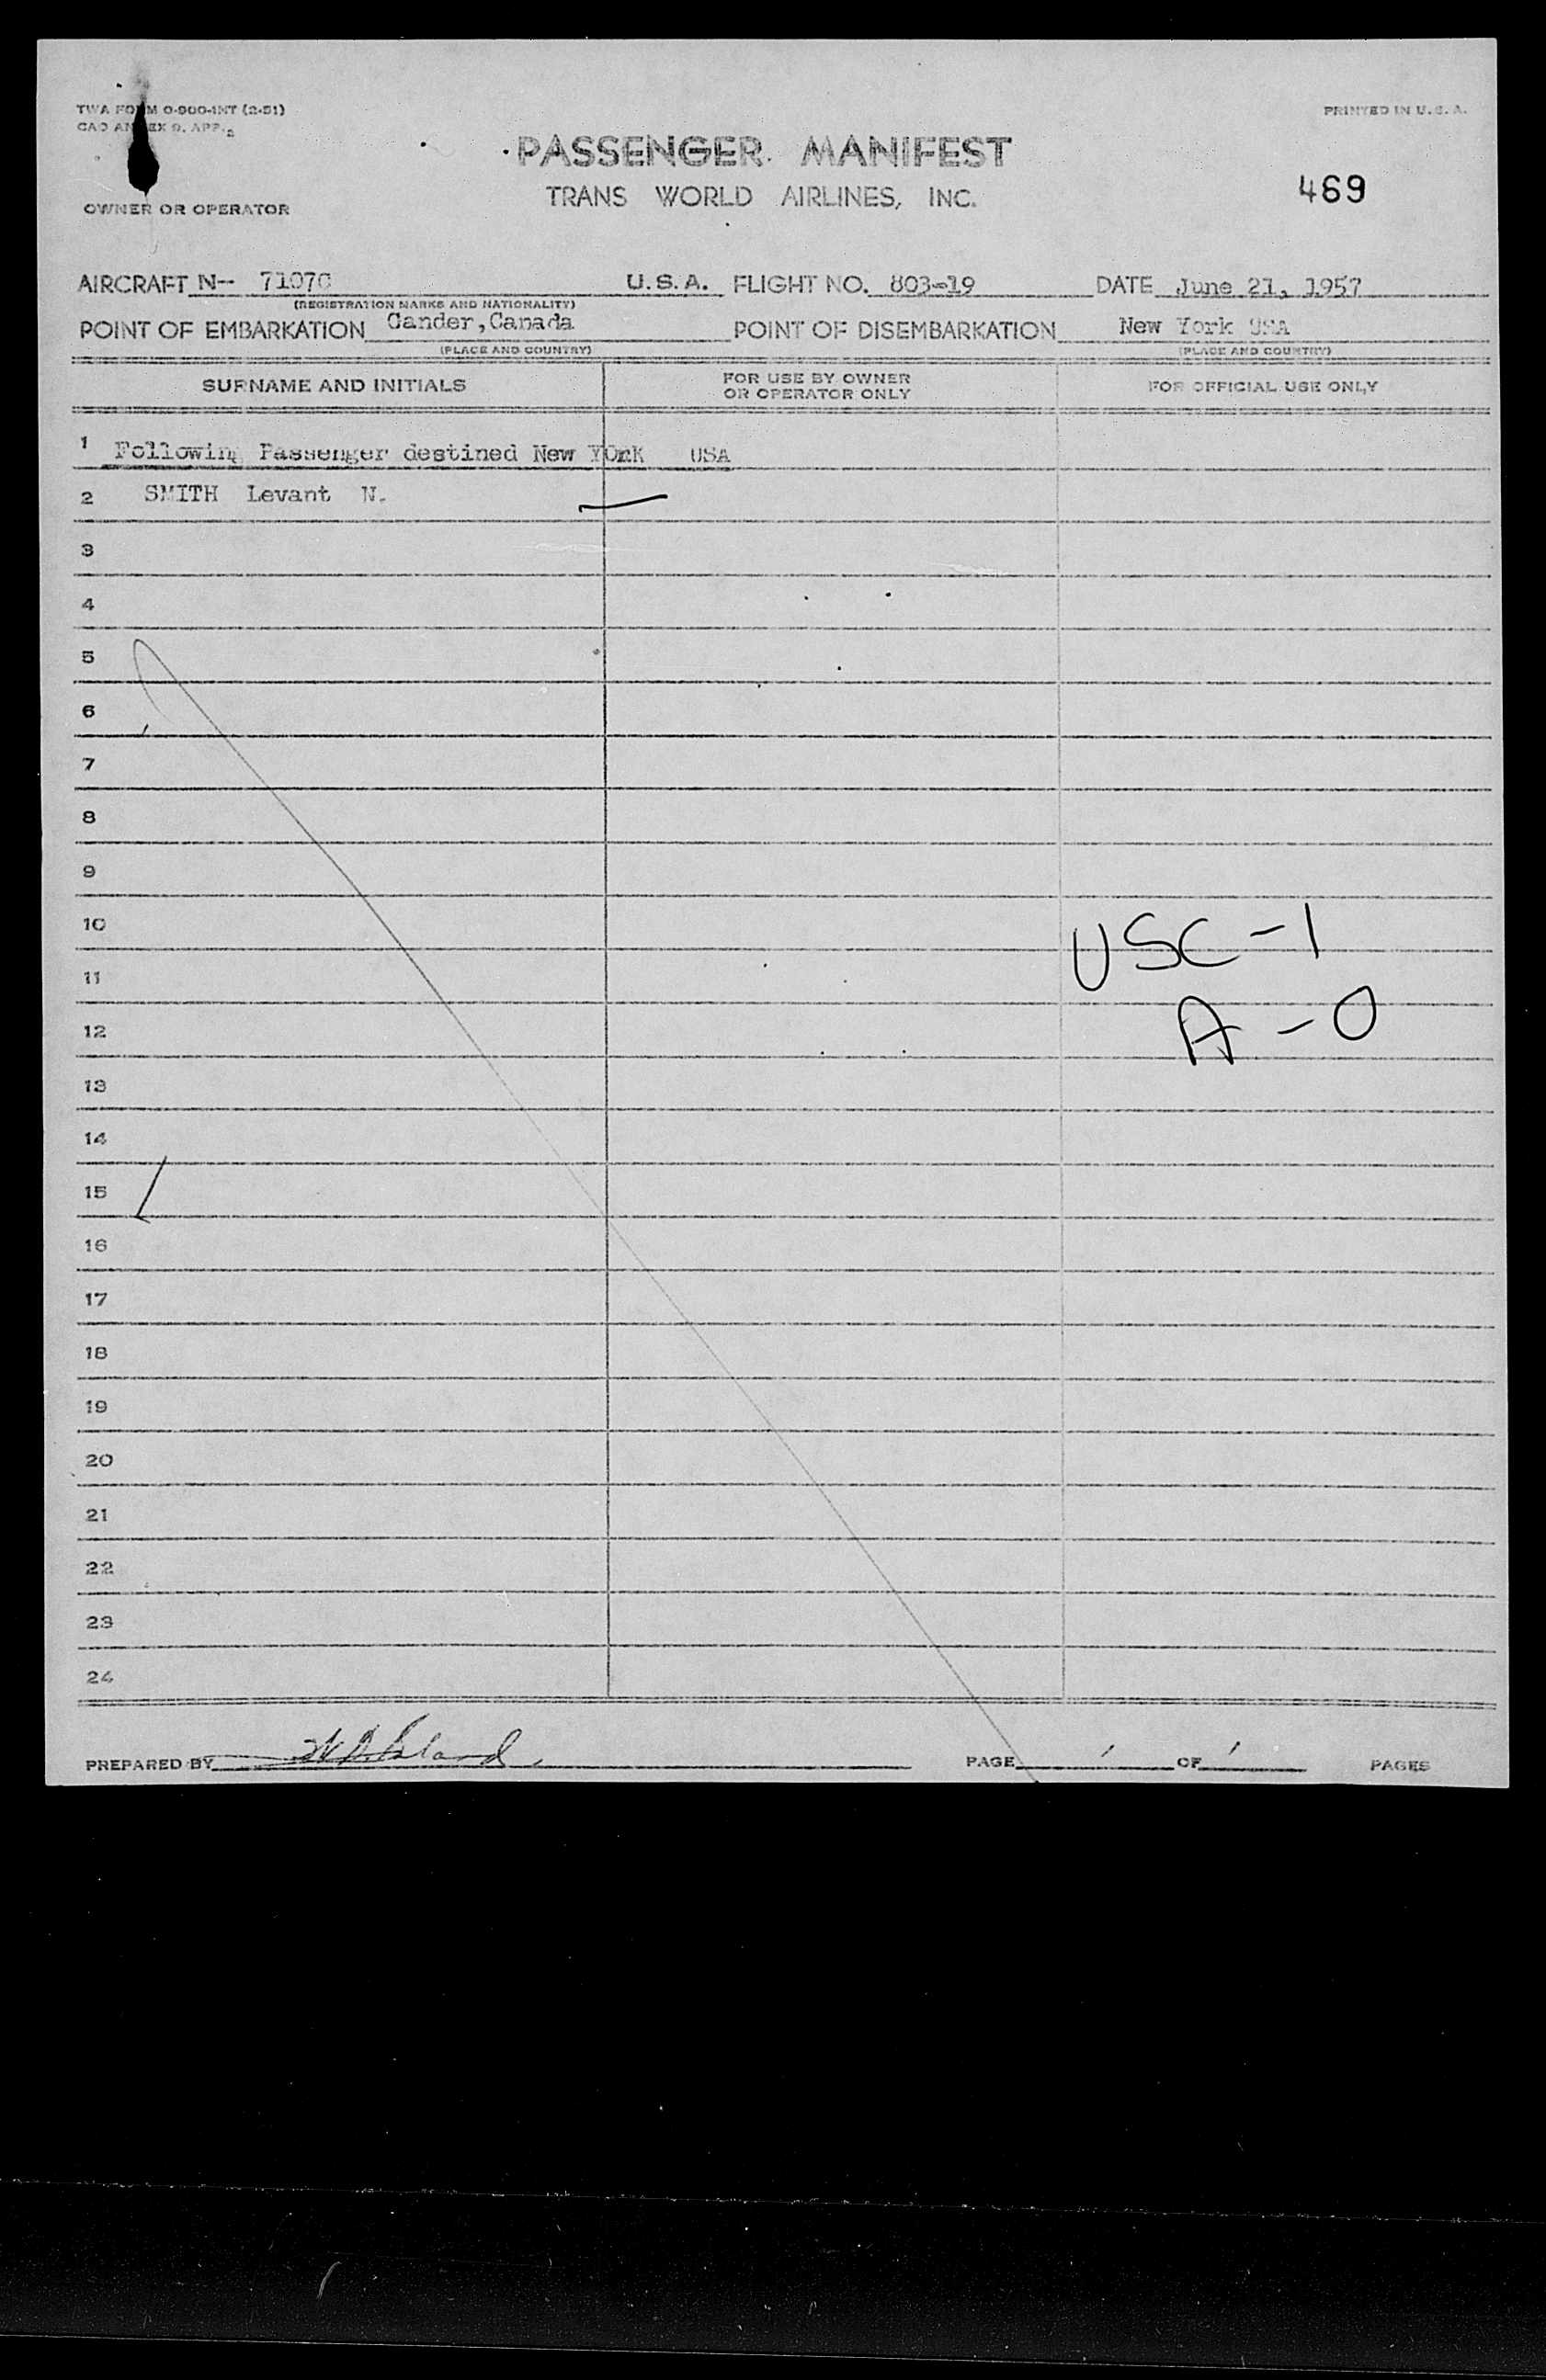 TWA FORM O-900-INT (2-51)
PRINTED IN U. S. A.
PASSENGER MANIFEST
TRANS WORLD AIRLINES, INC.
469
OWNER OR OPERATOR
AIRCRAFT N-- 7107C U. S. A. FLIGHT NO. 803-19 DATE June 21, 1957
(REGISTRATION MARKS AND NATIONALITY)
POINT OF EMBARKATION Gander, Canada POINT OF DISEMBARKATION New York USA
(PLACE AND COUNTRY) (PLACE AND COUNTRY)
SURNAME AND INITIALS FOR USE BY OWNER OR OPERATOR ONLY FOR OFFICIAL USE ONLY
1 Following Passenger destined New York USA
2 SMITH Levant N.
3
4
5
6
7
8
9
10 USC - 1
11
12 A - 0
13
14
15
16
17
18
19
20
21
22
23
24
PREPARED BY PAGE 1 OF 1 PAGES